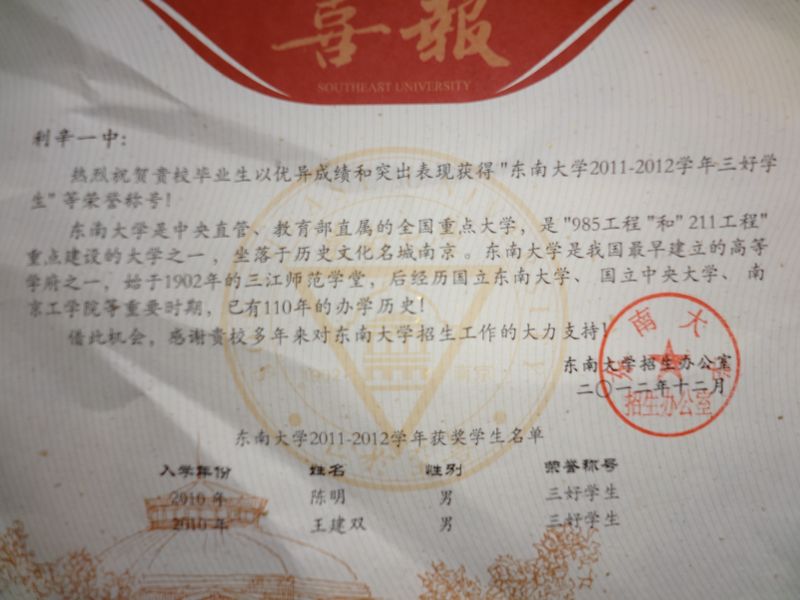 喜報
SOUTHEAST UNIVERSITY
利辛一中:
热烈祝贺贵校毕业生以优异成绩和突出表现获得"东南大学2011-2012学年三好学
生"等荣誉称号!
东南大学是中央直管、教育部直属的全国重点大学，是"985工程"和"211工程"
重点建设的大学之一，坐落于历史文化名城南京。东南大学是我国最早建立的高等
学府之一，始于1902年的三江师范学堂，后经历国立东南大学、国立中央大学、南
京工学院等重要时期，已有110年的办学历史!
借此机会，感谢贵校多年来对东南大学招生工作的大力支持!
东南大学招生办公室
二〇一二年十二月
招生办公室
东南大学2011-2012学年获奖学生名单
入学年份 姓名 性别 荣誉称号
2010年 陈明 男 三好学生
2010年 王建双 男 三好学生